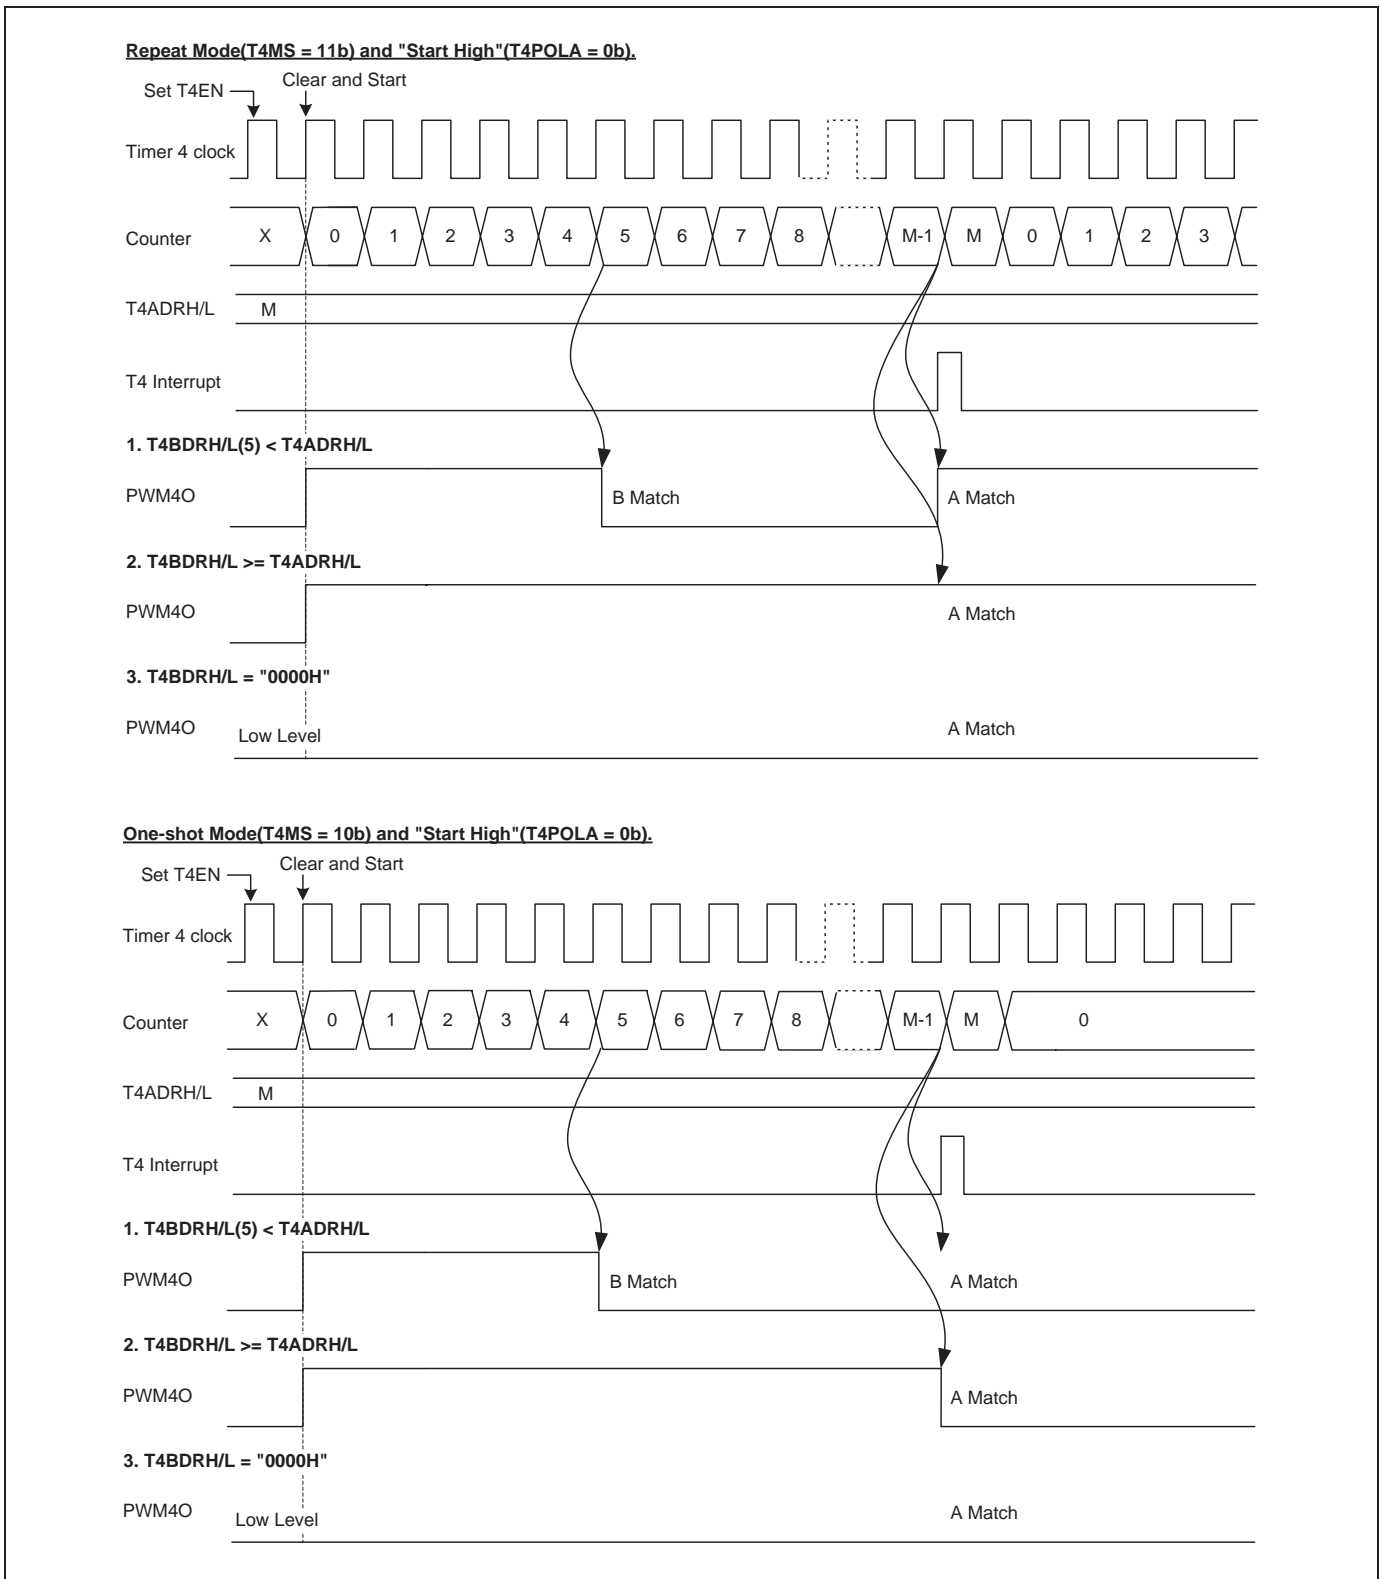 Repeat Mode(T4MS = 11b) and "Start High"(T4POLA = 0b).
Set T4EN
Clear and Start
Timer 4 clock
Counter X 0 1 2 3 4 5 6 7 8 M-1 M 0 1 2 3
T4ADRH/L M
T4 Interrupt
1. T4BDRH/L(5) < T4ADRH/L
PWM4O B Match A Match
2. T4BDRH/L >= T4ADRH/L
PWM4O A Match
3. T4BDRH/L = "0000H"
PWM4O Low Level A Match
One-shot Mode(T4MS = 10b) and "Start High"(T4POLA = 0b).
Set T4EN
Clear and Start
Timer 4 clock
Counter X 0 1 2 3 4 5 6 7 8 M-1 M 0
T4ADRH/L M
T4 Interrupt
1. T4BDRH/L(5) < T4ADRH/L
PWM4O B Match A Match
2. T4BDRH/L >= T4ADRH/L
PWM4O A Match
3. T4BDRH/L = "0000H"
PWM4O Low Level A Match